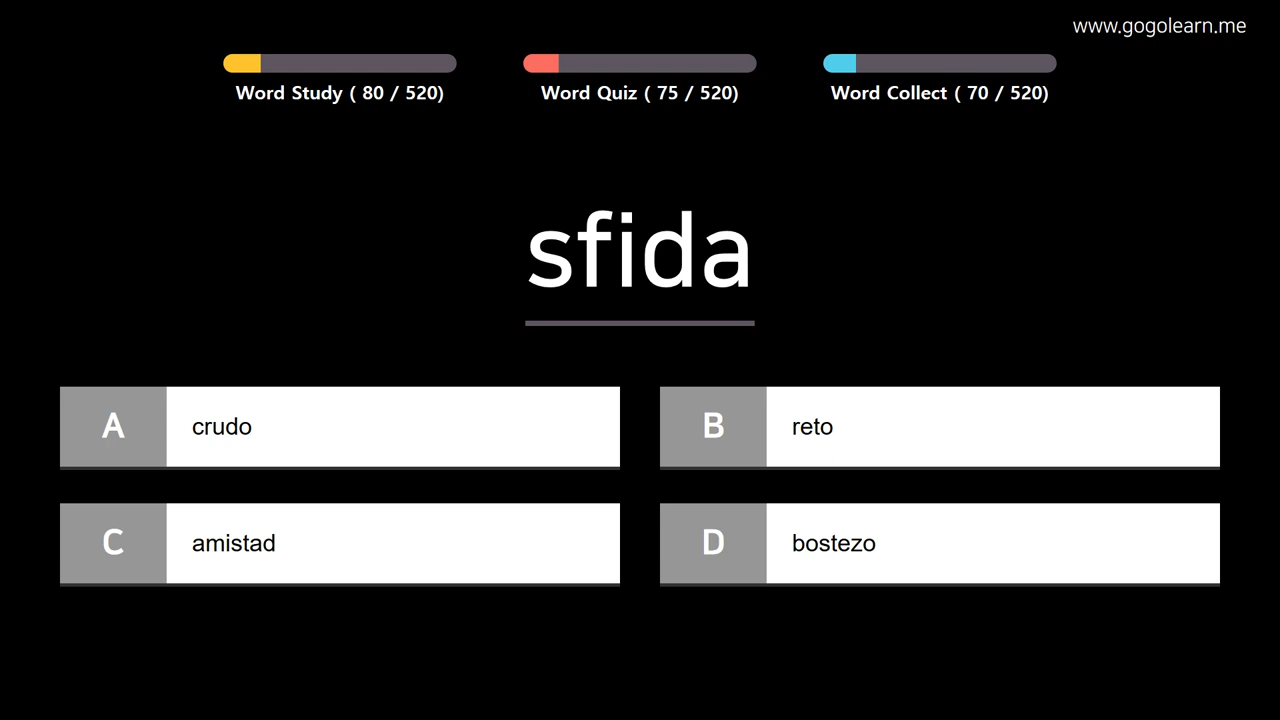 www.gogolearn.me
Word Study ( 80 / 520)
Word Quiz ( 75 / 520)
Word Collect ( 70 / 520)
sfida
A crudo
B reto
C amistad
D bostezo